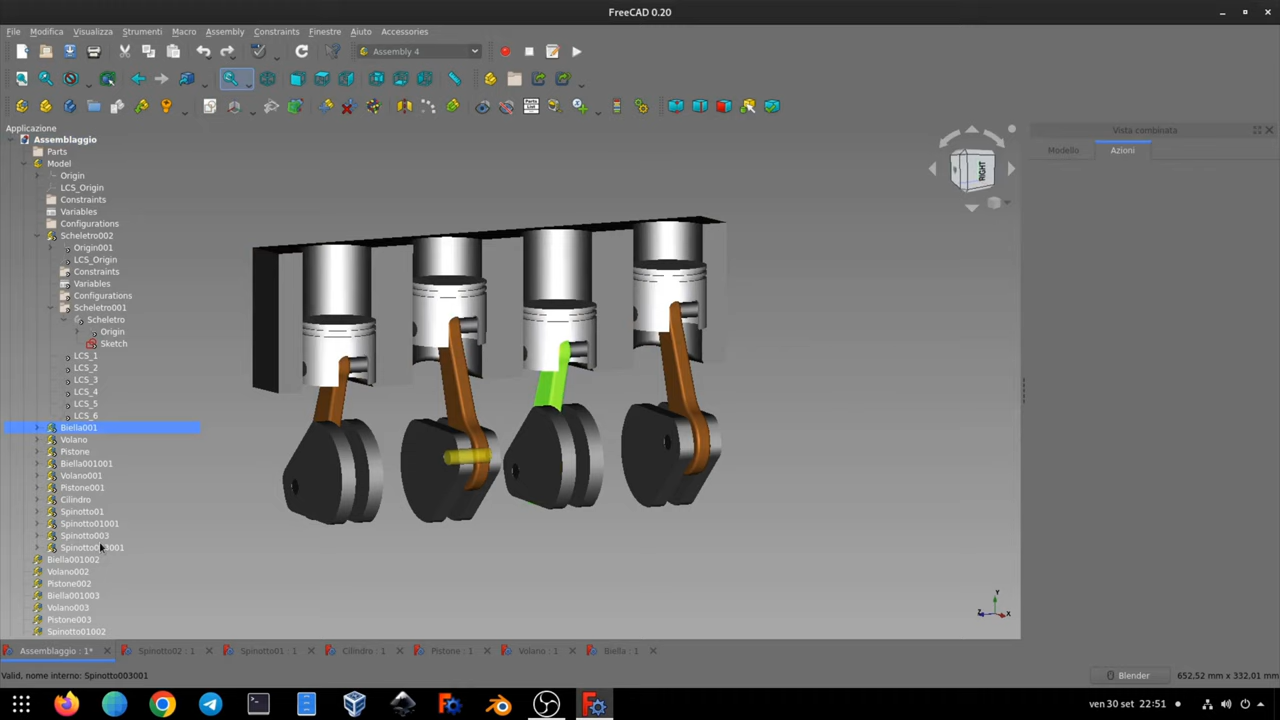 FreeCAD 0.20
File Modifica Visualizza Strumenti Macro Assembly Constraints Finestre Aiuto Accessories
Assembly 4
Applicazione
Assemblaggio
Parts
Model
Origin
LCS_Origin
Constraints
Variables
Configurations
Scheletro002
Origin001
LCS_Origin
Constraints
Variables
Configurations
Scheletro001
Scheletro
Origin
Sketch
LCS_1
LCS_2
LCS_3
LCS_4
LCS_5
LCS_6
Biella001
Volano
Pistone
Biella001001
Volano001
Pistone001
Cilindro
Spinotto01
Spinotto01001
Spinotto003
Biella001002
Volano002
Pistone002
Biella001003
Volano003
Pistone003
Spinotto01002
RIGHT
Y
Z X
Vista combinata
Modello Azioni
Assemblaggio : 1* Spinotto02 : 1 Spinotto01 : 1 Cilindro : 1 Pistone : 1 Volano : 1 Biella : 1
Valid, nome interno: Spinotto003001 Blender 652,52 mm x 332,01 mm
ven 30 set 22:51